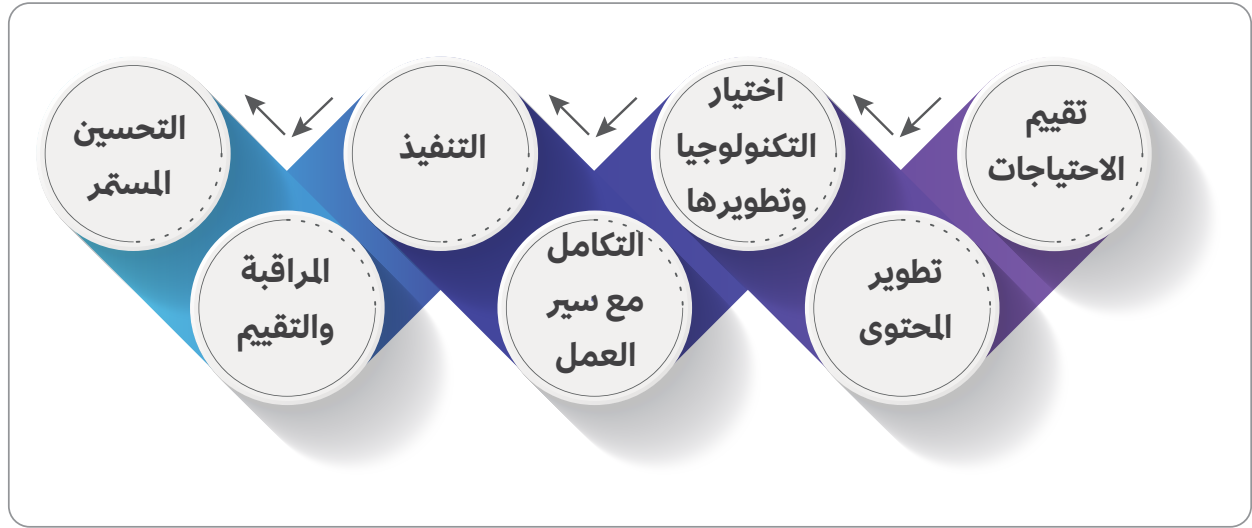 تقييم
الاحتياجات
تطوير
المحتوى
اختيار
التكنولوجيا
وتطويرها
التكامل
مع سير
العمل
التنفيذ
المراقبة
والتقييم
التحسين
المستمر